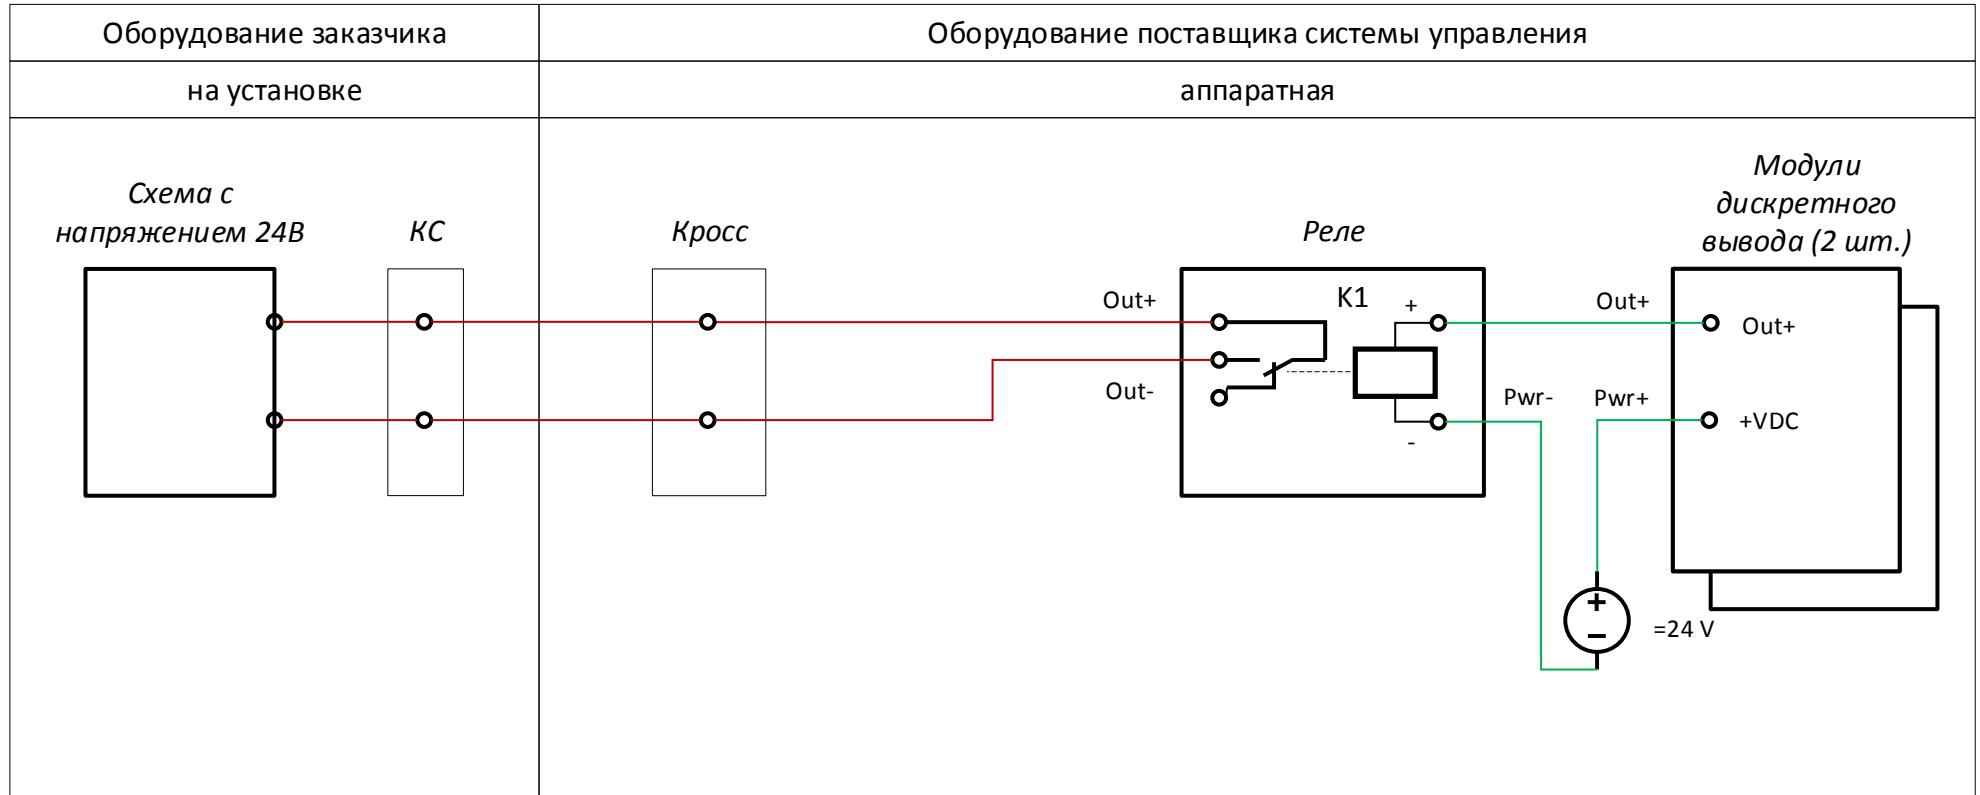 Оборудование заказчика
Оборудование поставщика системы управления
на установке
аппаратная
Схема с
напряжением 24В
КС
Кросс
Реле
Модули
дискретного
вывода (2 шт.)
Out+
K1
+
Out+
Out+
Out-
-
Pwr-
Pwr+
+VDC
+
−
=24 V